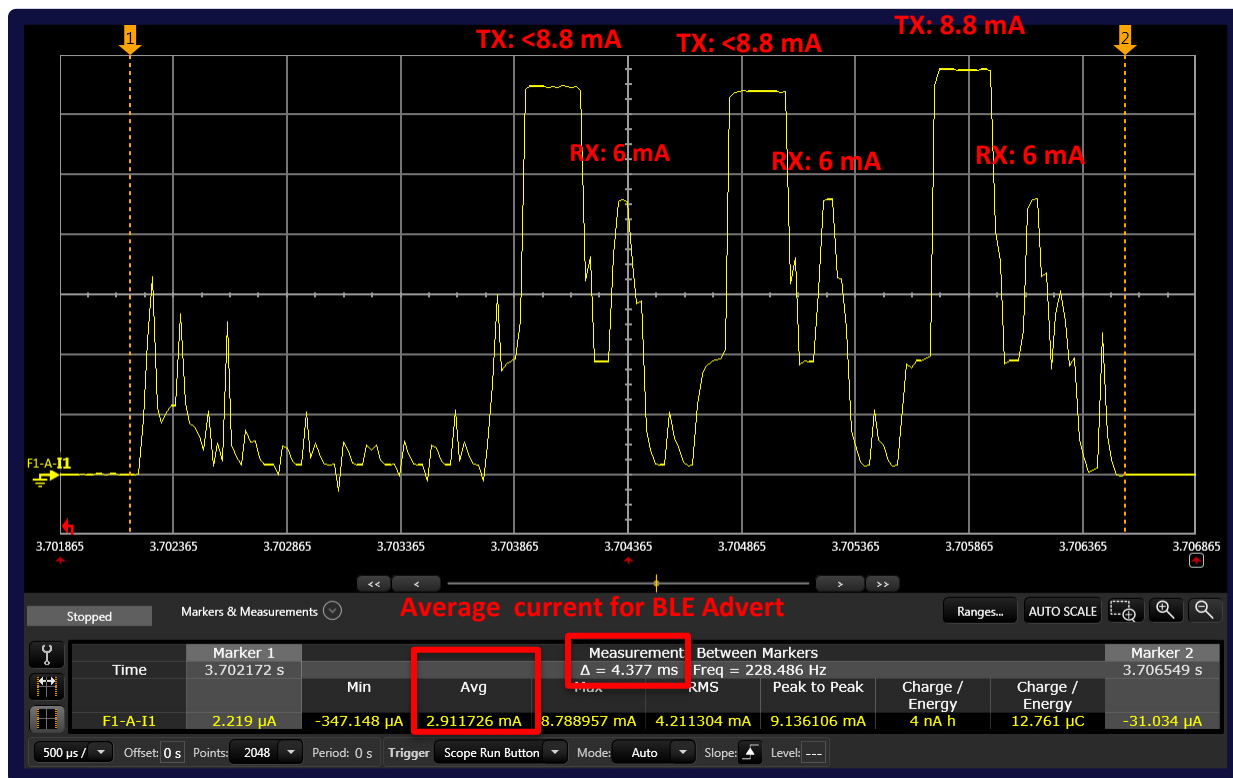 TX: <8.8 mA TX: <8.8 mA TX: 8.8 mA
1 2
RX: 6 mA RX: 6 mA RX: 6 mA
F1-A-I1
3.701865 3.702365 3.702865 3.703365 3.703865 3.704365 3.704865 3.705365 3.705865 3.706365 3.706865
<< < > >>
Stopped Markers & Measurements Average current for BLE Advert Ranges... AUTO SCALE
Marker 1 Measurement Between Markers Marker 2
Time 3.702172 s Δ = 4.377 ms Freq = 228.486 Hz 3.706549 s
Min Avg Max RMS Peak to Peak Charge / Charge /
Energy Energy
F1-A-I1 2.219 µA -347.148 µA 2.911726 mA 8.788957 mA 4.211304 mA 9.136106 mA 4 nA h 12.761 µC -31.034 µA
500 µs / Offset: 0 s Points: 2048 Period: 0 s Trigger Scope Run Button Mode: Auto Slope: Level: ---